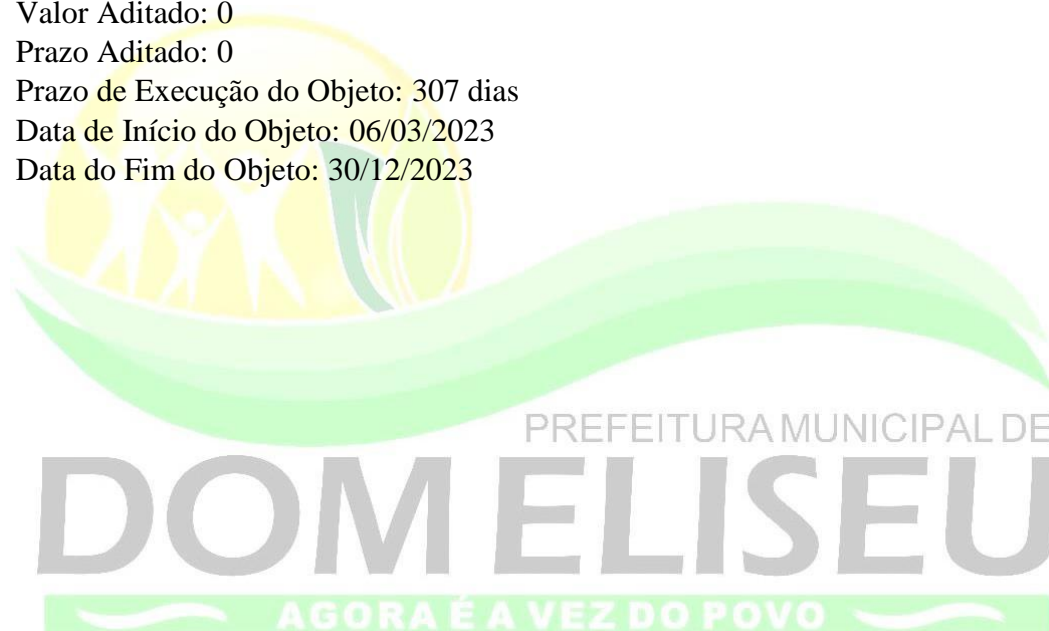 Valor Aditado: 0
Prazo Aditado: 0
Prazo de Execução do Objeto: 307 dias
Data de Início do Objeto: 06/03/2023
Data do Fim do Objeto: 30/12/2023
PREFEITURA MUNICIPAL DE
DOM ELISEU
AGORA É A VEZ DO POVO